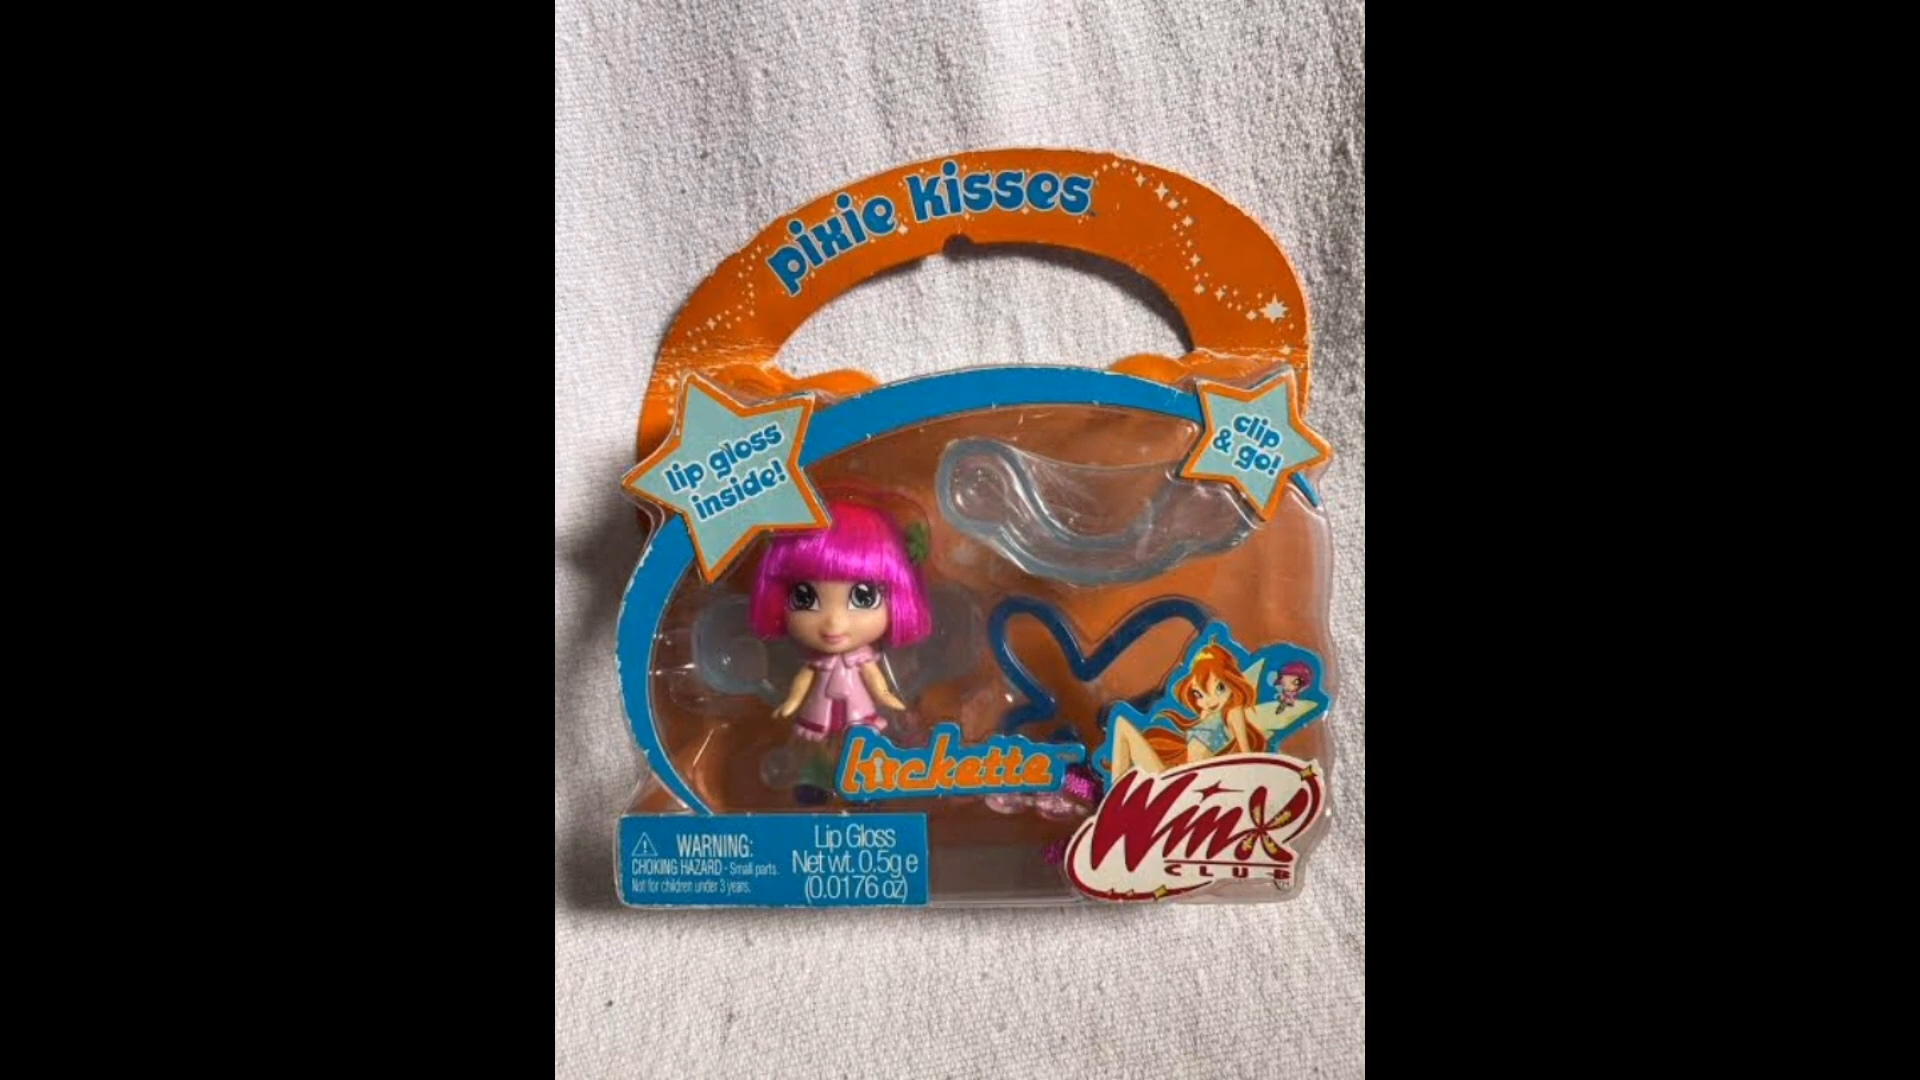 pixie kisses
lip gloss
inside!
clip
& go!
lockette
WARNING:
CHOKING HAZARD - Small parts.
Not for children under 3 years.
Lip Gloss
Net wt. 0.5g e
(0.0176 oz)
Winx
CLUB